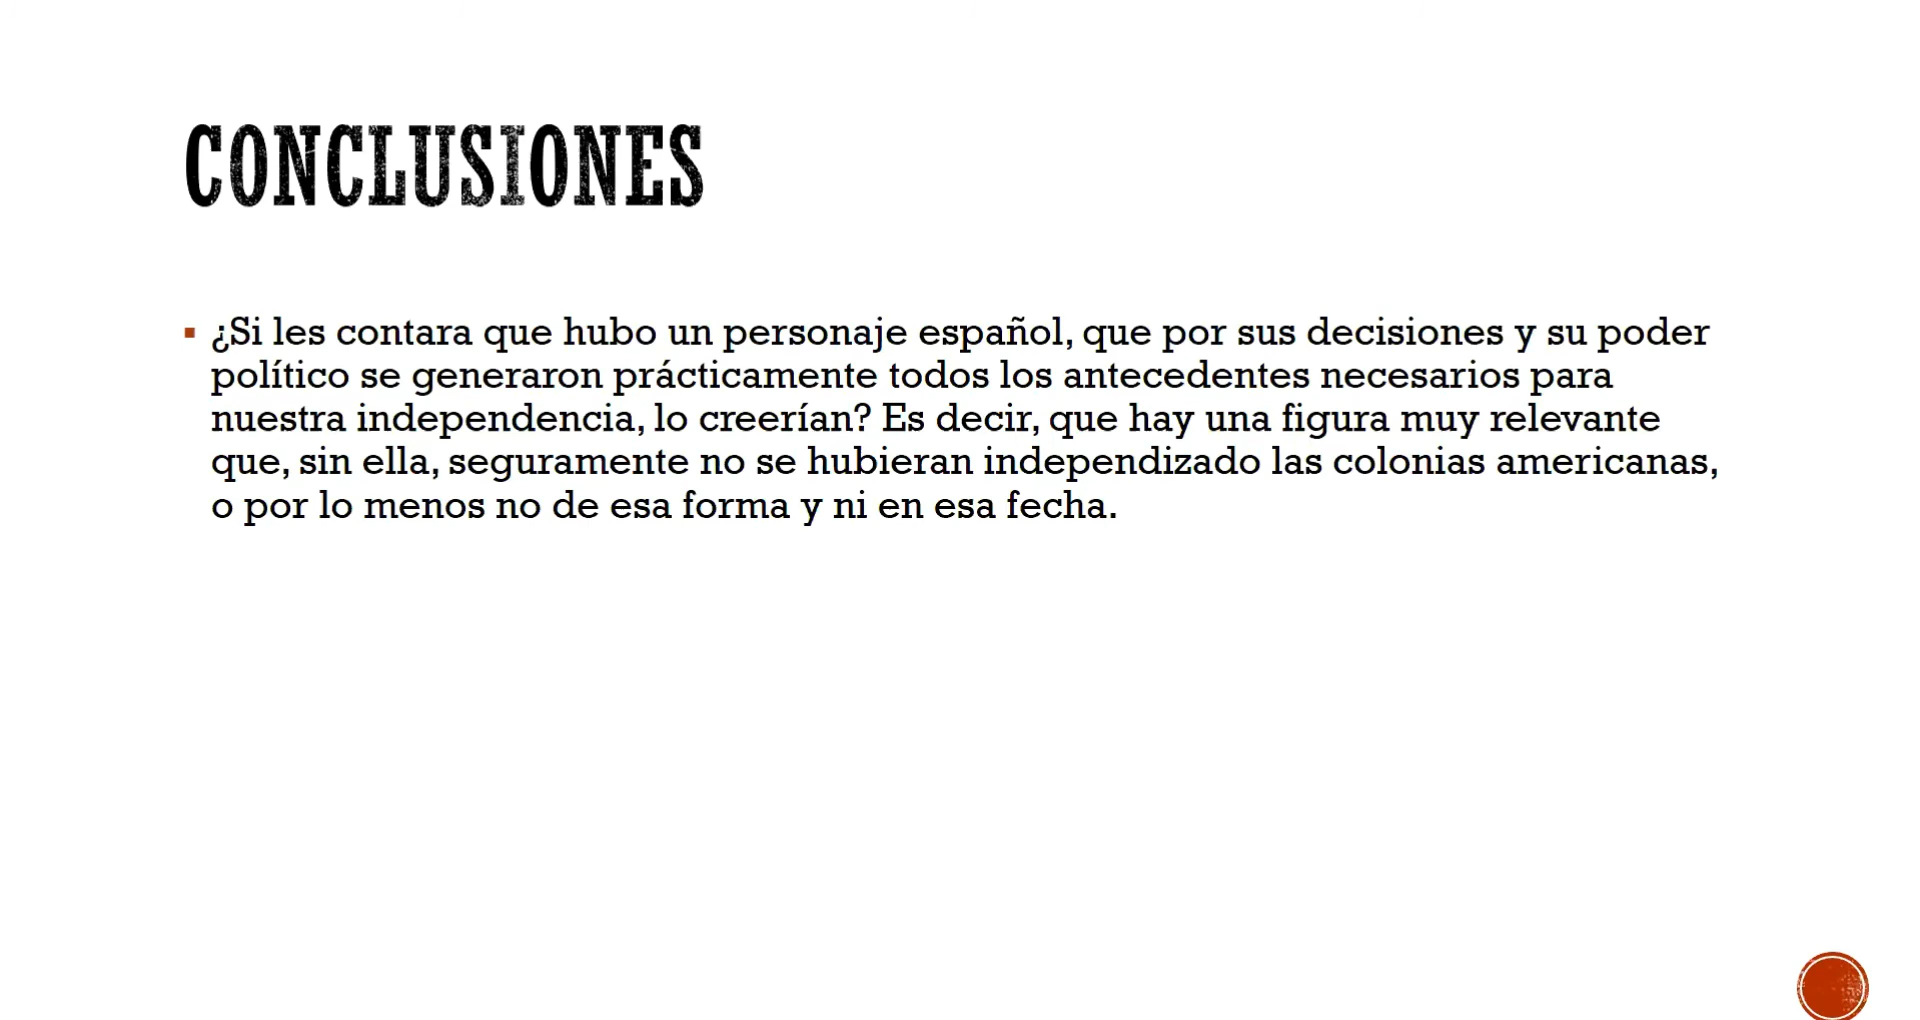 CONCLUSIONES
▪ ¿Si les contara que hubo un personaje español, que por sus decisiones y su poder
político se generaron prácticamente todos los antecedentes necesarios para
nuestra independencia, lo creerían? Es decir, que hay una figura muy relevante
que, sin ella, seguramente no se hubieran independizado las colonias americanas,
o por lo menos no de esa forma y ni en esa fecha.